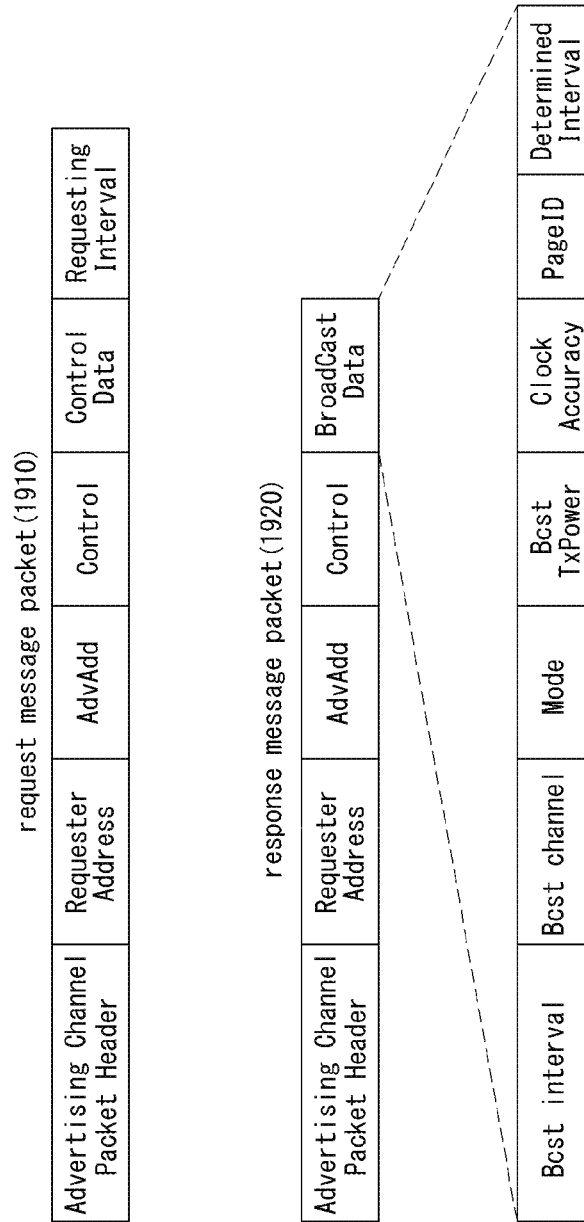 request message packet(1910)
Advertising Channel
Packet Header
Requester
Address
AdvAdd
Control
Control
Data
Requesting
Interval
response message packet(1920)
Advertising Channel
Packet Header
Requester
Address
AdvAdd
Control
BroadCast
Data
Bcst interval
Bcst channel
Mode
Bcst
TxPower
Clock
Accuracy
PageID
Determined
Interval